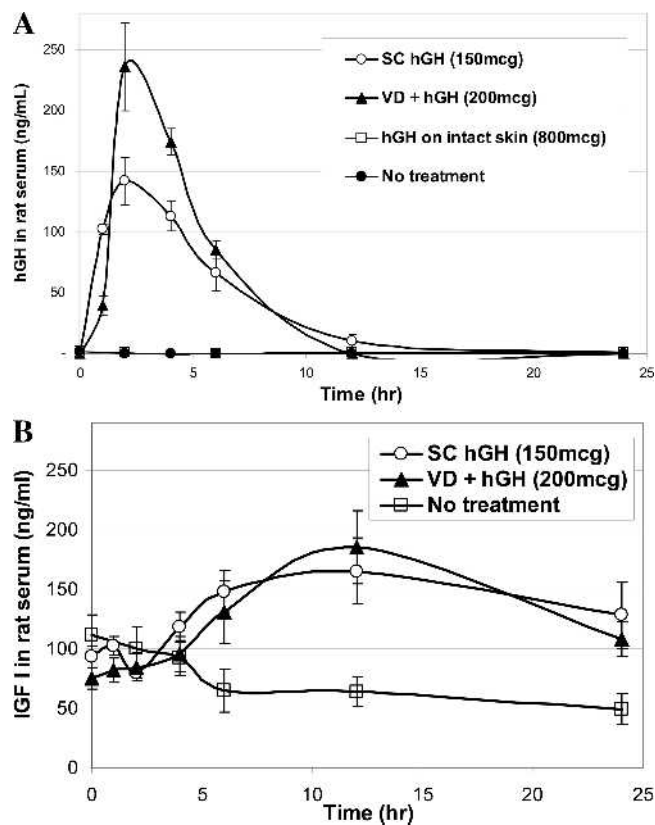 A
hGH in rat serum (ng/mL)
250
200
150
100
50
-
0
5
10
15
20
25
Time (hr)
SC hGH (150mcg)
VD + hGH (200mcg)
hGH on intact skin (800mcg)
No treatment
B
IGF I in rat serum (ng/ml)
250
200
150
100
50
0
0
5
10
15
20
25
Time (hr)
SC hGH (150mcg)
VD + hGH (200mcg)
No treatment